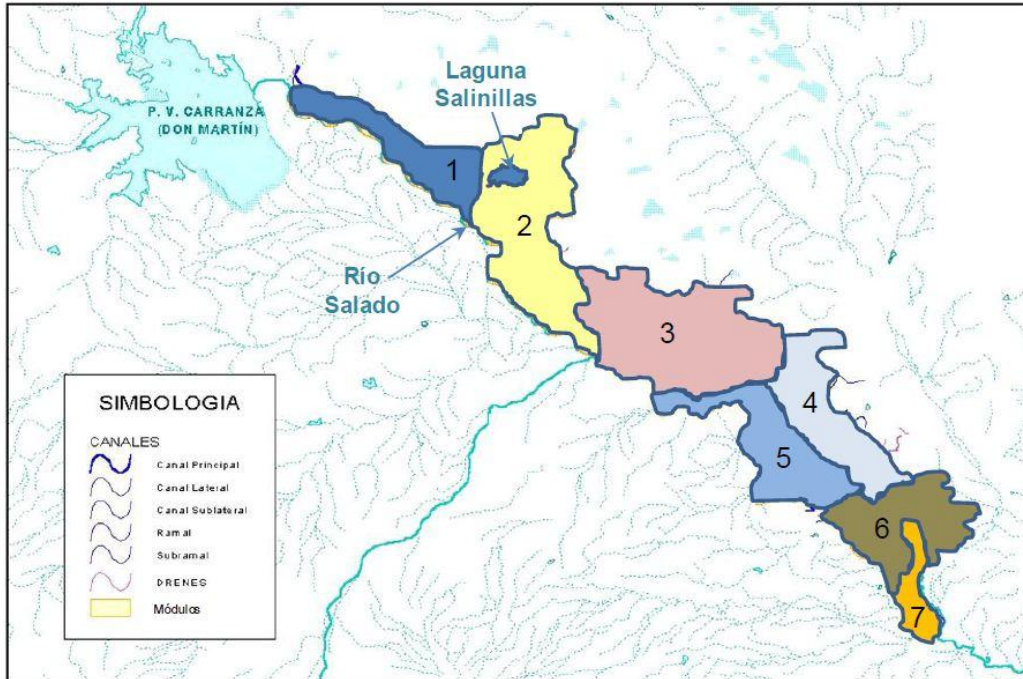 P. V. CARRANZA
(DON MARTÍN)
Laguna
Salinillas
1
2
Río
Salado
3
4
5
6
7
SIMBOLOGIA
CANALES
Canal Principal
Canal Lateral
Canal Sublateral
Ramal
Subramal
DRENES
Módulos